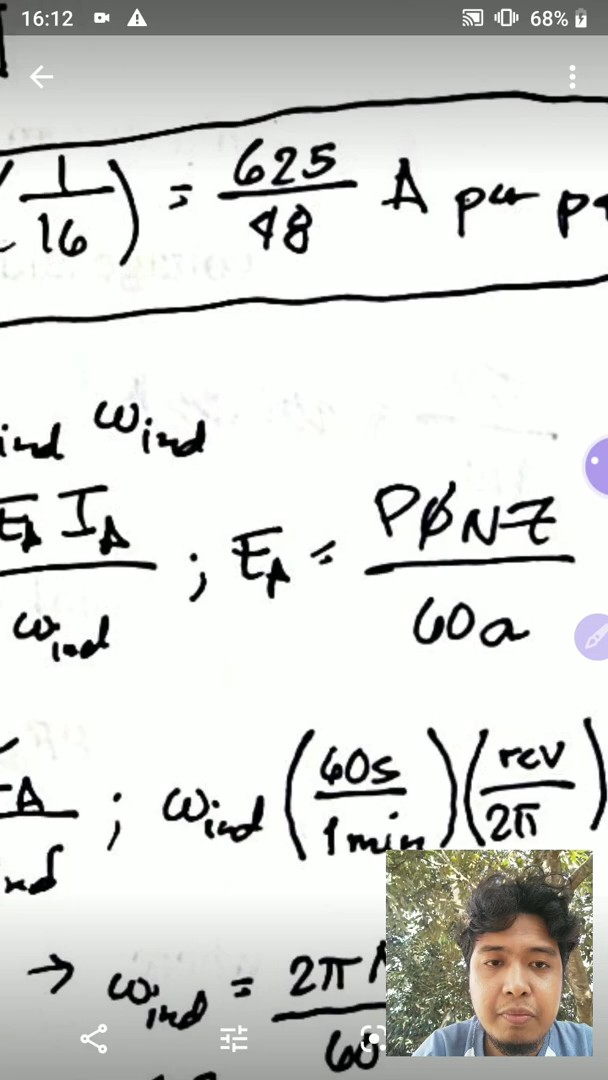 16:12 68%
(1/16) = 625/48 A per
ind ωind
EA IA / ωind ; EA = PØNZ / 60a
A / ind ; ωind (60s / 1min) (rev / 2π)
→ ωind = 2π / 60